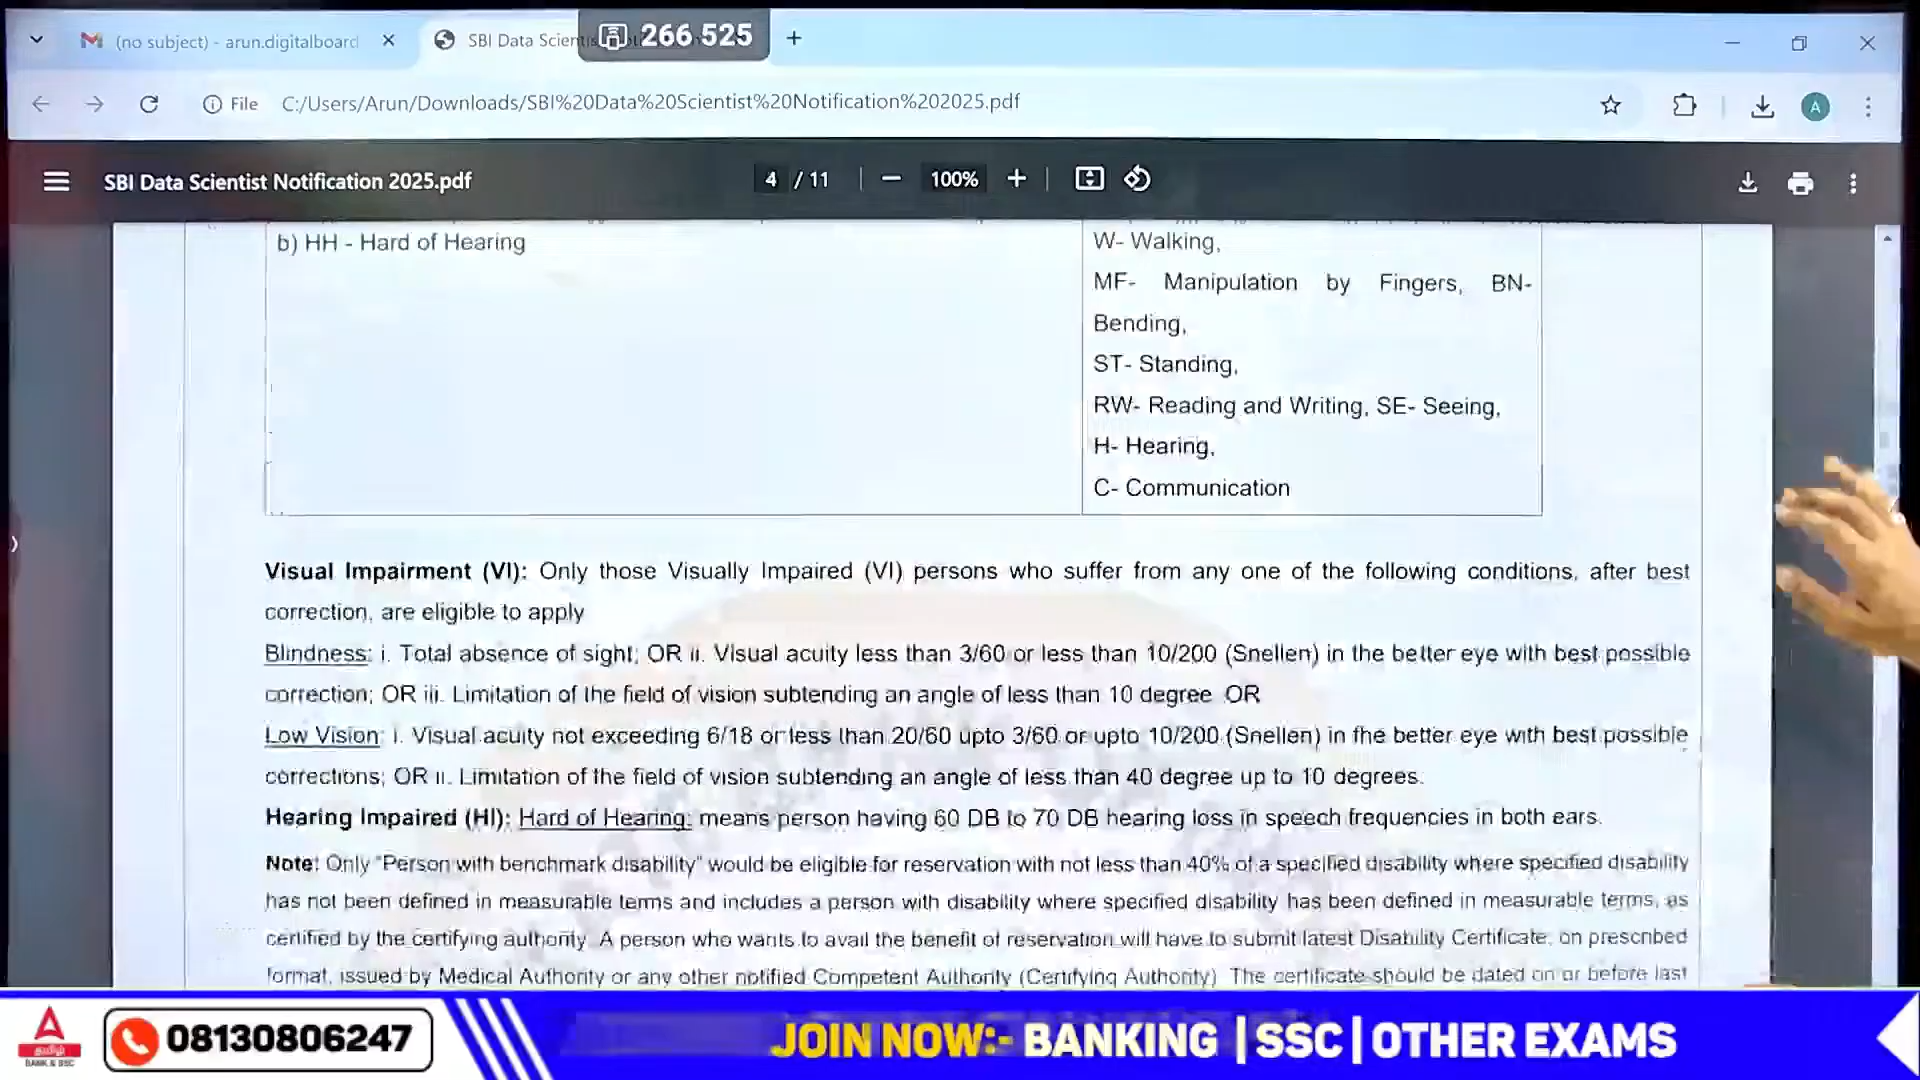 (no subject) - arun.digitalboard
SBI Data Scient
266 525
File
C:/Users/Arun/Downloads/SBI%20Data%20Scientist%20Notification%202025.pdf
A
SBI Data Scientist Notification 2025.pdf
4 / 11
100%
b) HH - Hard of Hearing
W- Walking,
MF- Manipulation by Fingers, BN-
Bending,
ST- Standing,
RW- Reading and Writing, SE- Seeing,
H- Hearing,
C- Communication
Visual Impairment (VI): Only those Visually Impaired (VI) persons who suffer from any one of the following conditions, after best
correction, are eligible to apply
Blindness: i. Total absence of sight; OR ii. Visual acuity less than 3/60 or less than 10/200 (Snellen) in the better eye with best possible
correction; OR iii. Limitation of the field of vision subtending an angle of less than 10 degree OR
Low Vision: i. Visual acuity not exceeding 6/18 or less than 20/60 upto 3/60 or upto 10/200 (Snellen) in the better eye with best possible
corrections; OR ii. Limitation of the field of vision subtending an angle of less than 40 degree up to 10 degrees.
Hearing Impaired (HI): Hard of Hearing: means person having 60 DB to 70 DB hearing loss in speech frequencies in both ears.
Note: Only "Person with benchmark disability" would be eligible for reservation with not less than 40% of a specified disability where specified disability
has not been defined in measurable terms and includes a person with disability where specified disability has been defined in measurable terms, as
certified by the certifying authority. A person who wants to avail the benefit of reservation will have to submit latest Disability Certificate, on prescribed
format, issued by Medical Authority or any other notified Competent Authority (Certifying Authority). The certificate should be dated on or before last
தமிழ்
BANK & SSC
08130806247
JOIN NOW:- BANKING | SSC | OTHER EXAMS